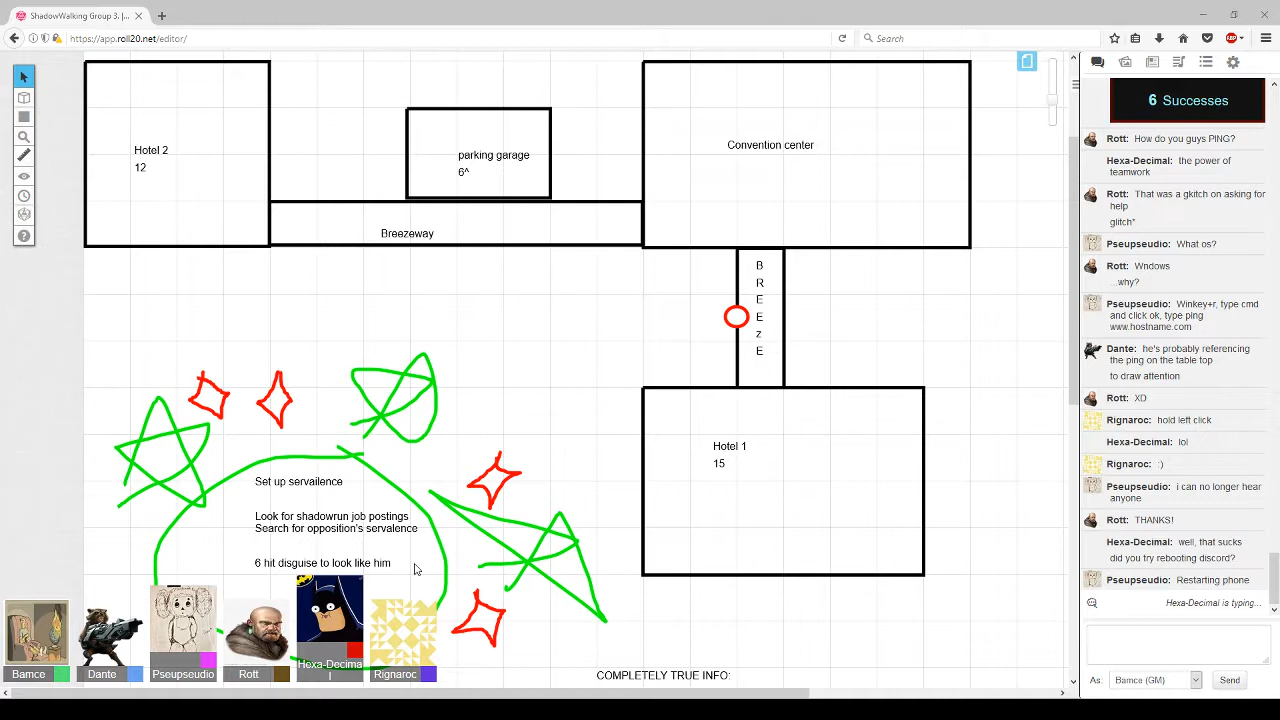 ShadowWalking Group 3. |...
https://app.roll20.net/editor/
Search
Hotel 2
12
parking garage
6^
Convention center
Breezeway
B
R
E
E
z
E
Hotel 1
15
Set up servailence
Look for shadowrun job postings
Search for opposition's servalence
6 hit disguise to look like him
COMPLETELY TRUE INFO:
Bamce
Dante
Pseupseudio
Rott
Hexa-Decimal
Rignaroc
6 Successes
Rott: How do you guys PING?
Hexa-Decimal: the power of
teamwork
Rott: That was a gkitch on asking for
help
glitch*
Pseupseudio: What os?
Rott: Wndows
...why?
Pseupseudio: Winkey+r, type cmd
and click ok, type ping
www.hostname.com
Dante: he's probably referencing
the ping on the table top
to draw attention
Rott: XD
Rignaroc: hold left click
Hexa-Decimal: lol
Rignaroc: :)
Pseupseudio: i can no longer hear
anyone
Rott: THANKS!
Hexa-Decimal: well, that sucks
did you try rebooting discord?
Pseupseudio: Restarting phone
Hexa-Decimal is typing...
As:
Bamce (GM)
Send